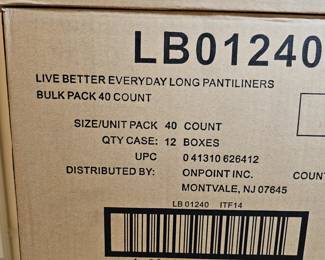 LB01240
LIVE BETTER EVERYDAY LONG PANTILINERS
BULK PACK 40 COUNT
SIZE/UNIT PACK 40 COUNT
QTY CASE: 12 BOXES
UPC 0 41310 626412
DISTRIBUTED BY: ONPOINT INC. COUN
MONTVALE, NJ 07645
LB 01240 ITF14